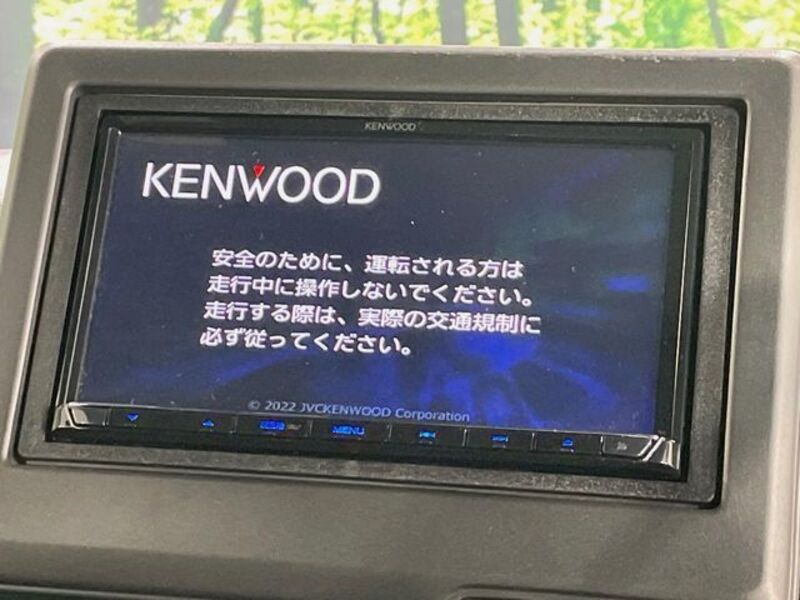 KENWOOD
KENWOOD
安全のために、運転される方は
走行中に操作しないでください。
走行する際は、実際の交通規制に
必ず従ってください。
© 2022 JVCKENWOOD Corporation
MENU